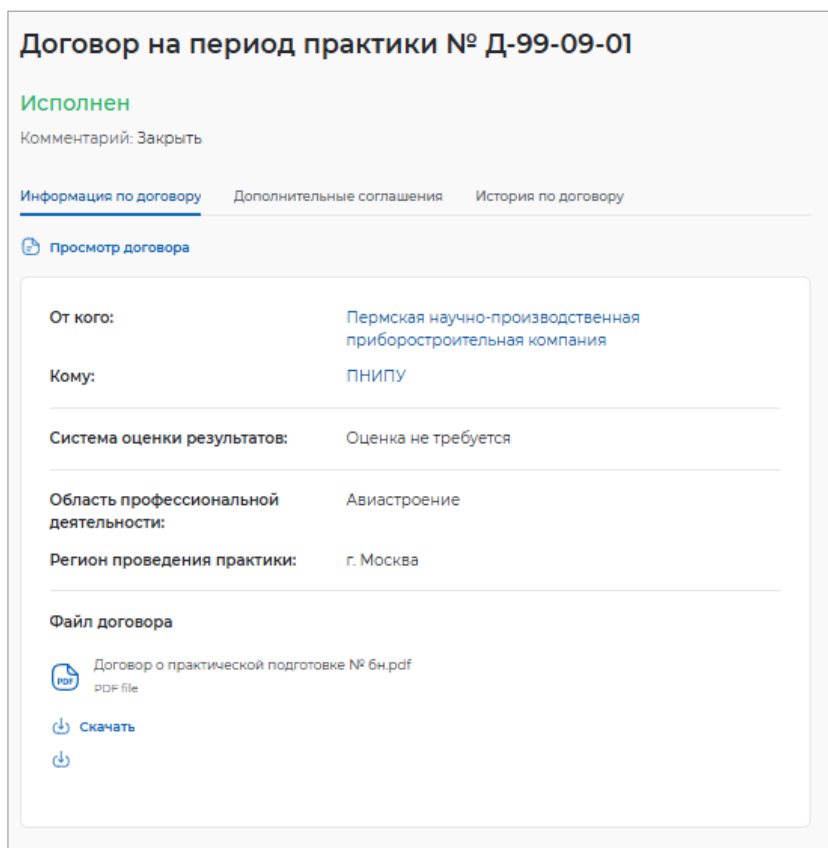 Договор на период практики № Д-99-09-01
Исполнен
Комментарий: Закрыть
Информация по договору Дополнительные соглашения История по договору
Просмотр договора
От кого: Пермская научно-производственная
приборостроительная компания
Кому: ПНИПУ
Система оценки результатов: Оценка не требуется
Область профессиональной Авиастроение
деятельности:
Регион проведения практики: г. Москва
Файл договора
Договор о практической подготовке № бн.pdf
PDF
PDF file
Скачать